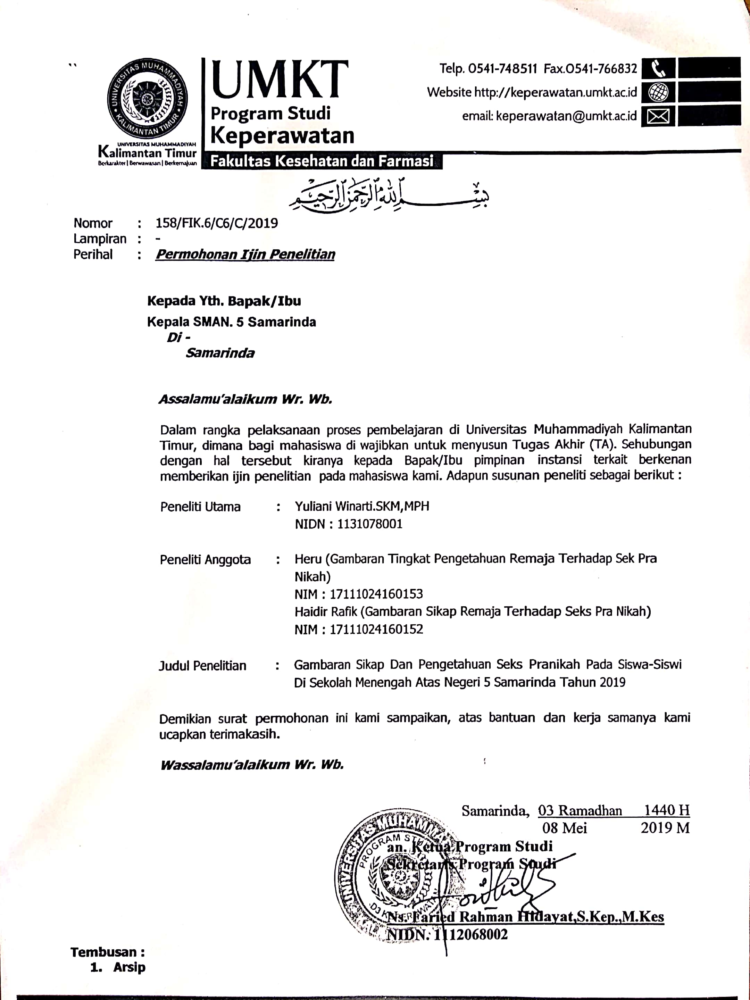 UNIVERSITAS MUHAMMADIYAH
KALIMANTAN TIMUR
UNIVERSITAS MUHAMMADIYAH
Kalimantan Timur
Berkarakter | Berwawasan | Berkemajuan
UMKT
Program Studi
Keperawatan
Fakultas Kesehatan dan Farmasi
Telp. 0541-748511 Fax.0541-766832
Website http://keperawatan.umkt.ac.id
email: keperawatan@umkt.ac.id
بِسْمِ اللَّهِ الرَّحْمَٰنِ الرَّحِيمِ
Nomor : 158/FIK.6/C6/C/2019
Lampiran : -
Perihal : Permohonan Ijin Penelitian
Kepada Yth. Bapak/Ibu
Kepala SMAN. 5 Samarinda
Di -
Samarinda
Assalamu'alaikum Wr. Wb.
Dalam rangka pelaksanaan proses pembelajaran di Universitas Muhammadiyah Kalimantan
Timur, dimana bagi mahasiswa di wajibkan untuk menyusun Tugas Akhir (TA). Sehubungan
dengan hal tersebut kiranya kepada Bapak/Ibu pimpinan instansi terkait berkenan
memberikan ijin penelitian pada mahasiswa kami. Adapun susunan peneliti sebagai berikut :
Peneliti Utama : Yuliani Winarti.SKM,MPH
NIDN : 1131078001
Peneliti Anggota : Heru (Gambaran Tingkat Pengetahuan Remaja Terhadap Sek Pra
Nikah)
NIM : 17111024160153
Haidir Rafik (Gambaran Sikap Remaja Terhadap Seks Pra Nikah)
NIM : 17111024160152
Judul Penelitian : Gambaran Sikap Dan Pengetahuan Seks Pranikah Pada Siswa-Siswi
Di Sekolah Menengah Atas Negeri 5 Samarinda Tahun 2019
Demikian surat permohonan ini kami sampaikan, atas bantuan dan kerja samanya kami
ucapkan terimakasih.
Wassalamu'alaikum Wr. Wb.
Samarinda, 03 Ramadhan 1440 H
08 Mei 2019 M
an. Ketua Program Studi
Sekretaris Program Studi
UNIVERSITAS MUHAMMA
PROGRAM STU
D3 KEPERAWATAN
Ns. Faried Rahman Hidayat,S.Kep.,M.Kes
NIDN. 1112068002
Tembusan :
1. Arsip